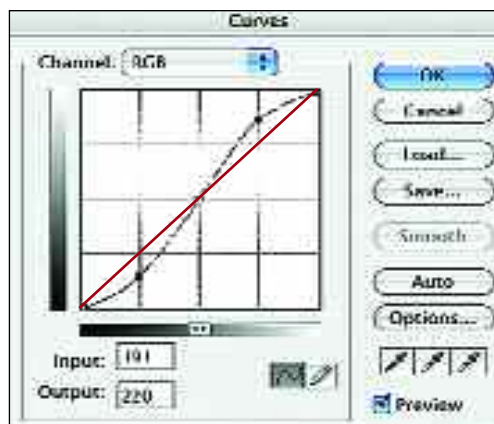 Curves
Channel: RGB
OK
Cancel
Load...
Save...
Smooth
Auto
Options...
Input: 191
Output: 220
Preview